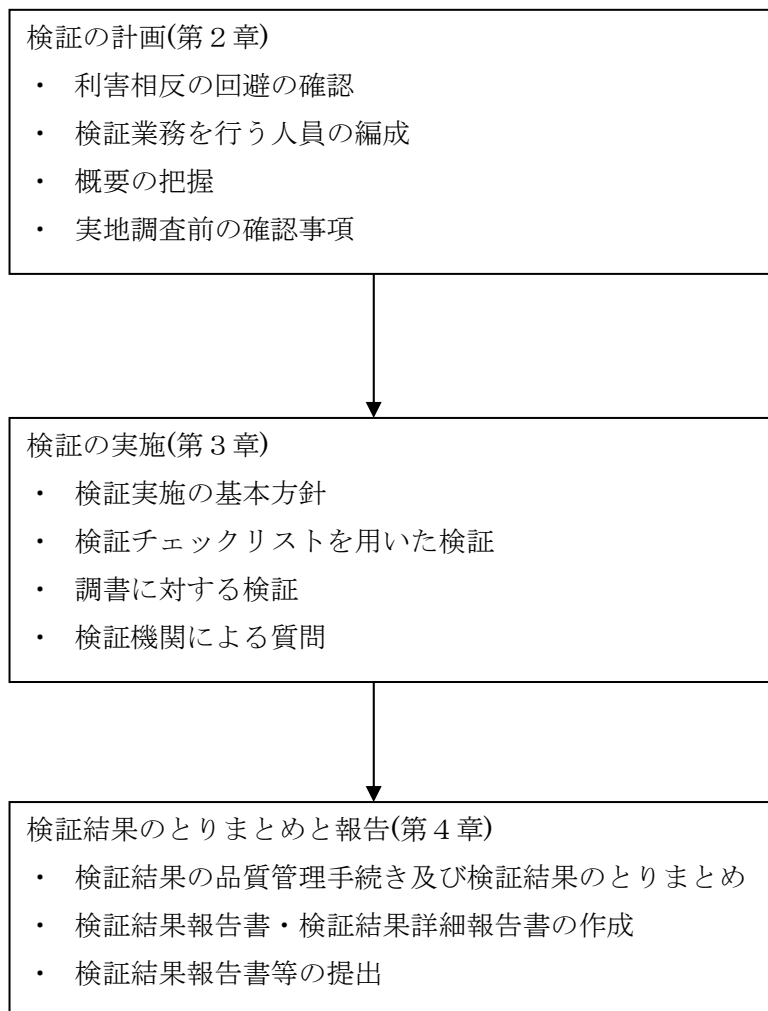 検証の計画(第２章)
・ 利害相反の回避の確認
・ 検証業務を行う人員の編成
・ 概要の把握
・ 実地調査前の確認事項
検証の実施(第３章)
・ 検証実施の基本方針
・ 検証チェックリストを用いた検証
・ 調書に対する検証
・ 検証機関による質問
検証結果のとりまとめと報告(第４章)
・ 検証結果の品質管理手続き及び検証結果のとりまとめ
・ 検証結果報告書・検証結果詳細報告書の作成
・ 検証結果報告書等の提出